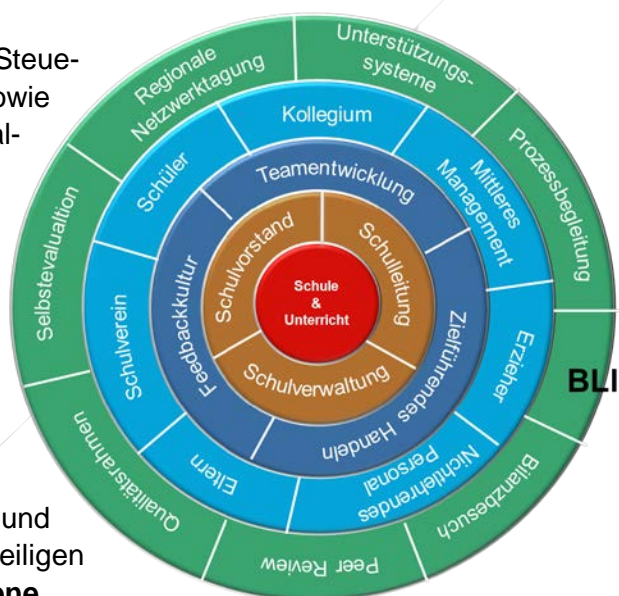 Steue-
owie
al-
Unterstützungs-
systeme
Regionale
Netzwerktagung
Prozessbegleitung
Selbstevalualtion
BLI
Qualitätsrahmen
Peer Review
Bilanzbesuch
Kollegium
Schüler
Mittleres
Management
Schulverein
Erzieher
Eltern
Nichtlehrendes
Personal
Teamentwicklung
Feedbackkultur
Zielführendes Handeln
Schulvorstand
Schulleitung
Schulverwaltung
Schule
&
Unterricht
und
eiligen
one